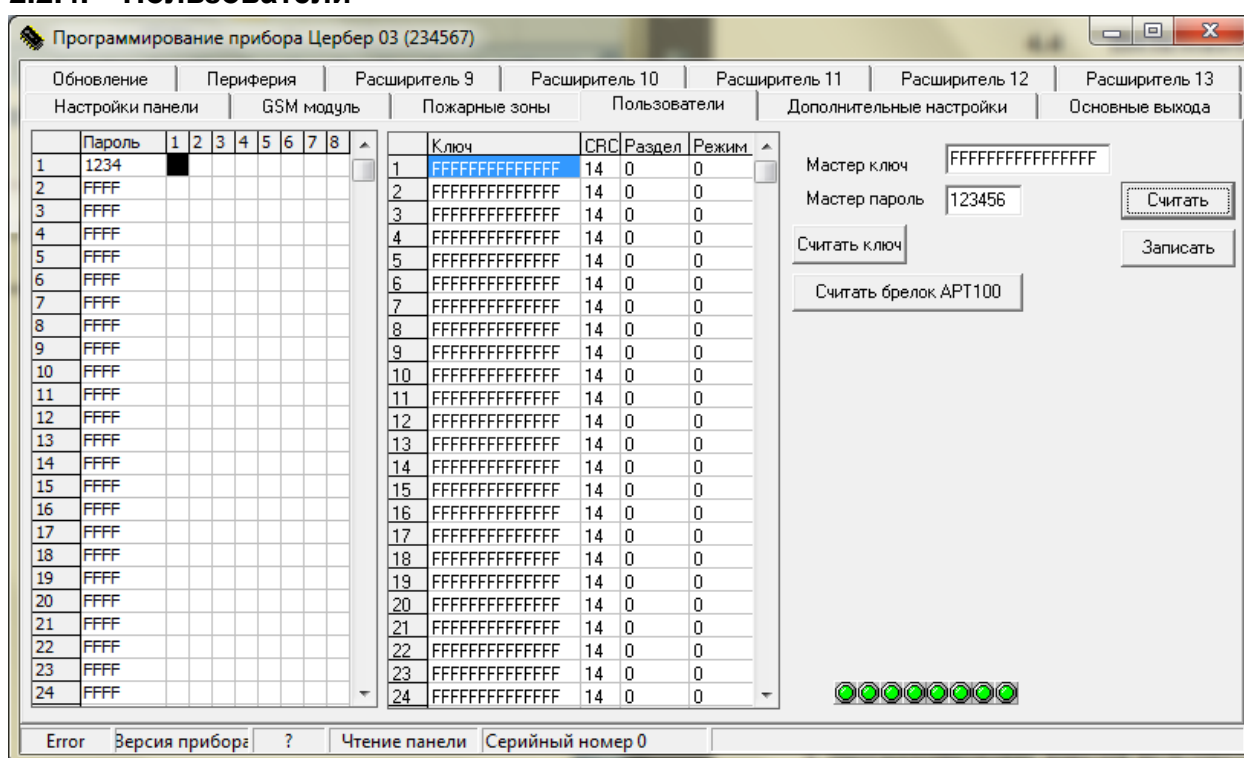 2.2.4. Пользователи
Программирование прибора Цербер 03 (234567)
Обновление Периферия Расширитель 9 Расширитель 10 Расширитель 11 Расширитель 12 Расширитель 13
Настройки панели GSM модуль Пожарные зоны Пользователи Дополнительные настройки Основные выхода
Пароль 1 2 3 4 5 6 7 8
1 1234
2 FFFF
3 FFFF
4 FFFF
5 FFFF
6 FFFF
7 FFFF
8 FFFF
9 FFFF
10 FFFF
11 FFFF
12 FFFF
13 FFFF
14 FFFF
15 FFFF
16 FFFF
17 FFFF
18 FFFF
19 FFFF
20 FFFF
21 FFFF
22 FFFF
23 FFFF
24 FFFF
Ключ CRC Раздел Режим
1 FFFFFFFFFFFFFF 14 0 0
2 FFFFFFFFFFFFFF 14 0 0
3 FFFFFFFFFFFFFF 14 0 0
4 FFFFFFFFFFFFFF 14 0 0
5 FFFFFFFFFFFFFF 14 0 0
6 FFFFFFFFFFFFFF 14 0 0
7 FFFFFFFFFFFFFF 14 0 0
8 FFFFFFFFFFFFFF 14 0 0
9 FFFFFFFFFFFFFF 14 0 0
10 FFFFFFFFFFFFFF 14 0 0
11 FFFFFFFFFFFFFF 14 0 0
12 FFFFFFFFFFFFFF 14 0 0
13 FFFFFFFFFFFFFF 14 0 0
14 FFFFFFFFFFFFFF 14 0 0
15 FFFFFFFFFFFFFF 14 0 0
16 FFFFFFFFFFFFFF 14 0 0
17 FFFFFFFFFFFFFF 14 0 0
18 FFFFFFFFFFFFFF 14 0 0
19 FFFFFFFFFFFFFF 14 0 0
20 FFFFFFFFFFFFFF 14 0 0
21 FFFFFFFFFFFFFF 14 0 0
22 FFFFFFFFFFFFFF 14 0 0
23 FFFFFFFFFFFFFF 14 0 0
24 FFFFFFFFFFFFFF 14 0 0
Мастер ключ FFFFFFFFFFFFFFFF
Мастер пароль 123456 Считать
Считать ключ Записать
Считать брелок АРТ100
Error Версия прибора ? Чтение панели Серийный номер 0